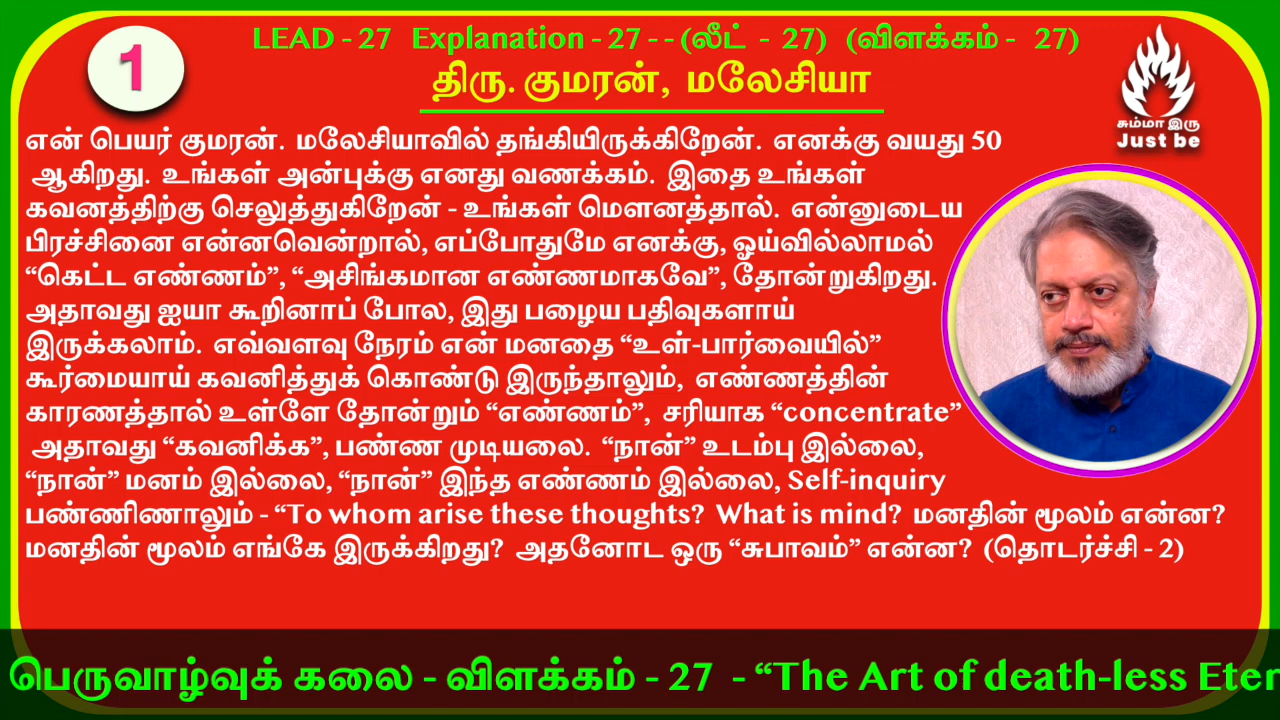 1
LEAD - 27 Explanation - 27 - - (லீட் - 27) (விளக்கம் - 27)
திரு. குமரன், மலேசியா
சும்மா இரு
Just be
என் பெயர் குமரன். மலேசியாவில் தங்கியிருக்கிறேன். எனக்கு வயது 50
ஆகிறது. உங்கள் அன்புக்கு எனது வணக்கம். இதை உங்கள்
கவனத்திற்கு செலுத்துகிறேன் - உங்கள் மௌனத்தால். என்னுடைய
பிரச்சினை என்னவென்றால், எப்போதுமே எனக்கு, ஓய்வில்லாமல்
“கெட்ட எண்ணம்”, “அசிங்கமான எண்ணமாகவே”, தோன்றுகிறது.
அதாவது ஐயா கூறினாப் போல, இது பழைய பதிவுகளாய்
இருக்கலாம். எவ்வளவு நேரம் என் மனதை “உள்-பார்வையில்”
கூர்மையாய் கவனித்துக் கொண்டு இருந்தாலும், எண்ணத்தின்
காரணத்தால் உள்ளே தோன்றும் “எண்ணம்”, சரியாக “concentrate”
அதாவது “கவனிக்க”, பண்ண முடியலை. “நான்” உடம்பு இல்லை,
“நான்” மனம் இல்லை, “நான்” இந்த எண்ணம் இல்லை, Self-inquiry
பண்ணிணாலும் - “To whom arise these thoughts? What is mind? மனதின் மூலம் என்ன?
மனதின் மூலம் எங்கே இருக்கிறது? அதனோட ஒரு “சுபாவம்” என்ன? (தொடர்ச்சி - 2)
பெருவாழ்வுக் கலை - விளக்கம் - 27 - “The Art of death-less Eter